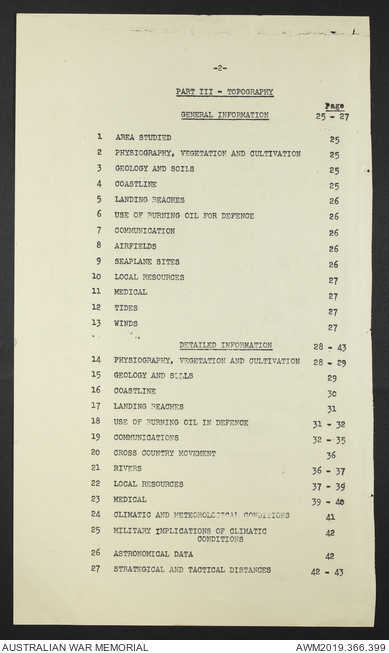 -2-
PART III - TOPOGRAPHY
Page
GENERAL INFORMATION 25 - 27
1 AREA STUDIED 25
2 PHYSIOGRAPHY, VEGETATION AND CULTIVATION 25
3 GEOLOGY AND SOILS 25
4 COASTLINE 25
5 LANDING BEACHES 26
6 USE OF BURNING OIL FOR DEFENCE 26
7 COMMUNICATION 26
8 AIRFIELDS 26
9 SEAPLANE SITES 26
10 LOCAL RESOURCES 27
11 MEDICAL 27
12 TIDES 27
13 WINDS 27
DETAILED INFORMATION 28 - 43
14 PHYSIOGRAPHY, VEGETATION AND CULTIVATION 28 - 29
15 GEOLOGY AND SOILS 29
16 COASTLINE 30
17 LANDING BEACHES 31
18 USE OF BURNING OIL IN DEFENCE 31 - 32
19 COMMUNICATIONS 32 - 35
20 CROSS COUNTRY MOVEMENT 36
21 RIVERS 36 - 37
22 LOCAL RESOURCES 37 - 39
23 MEDICAL 39 - 40
24 CLIMATIC AND METEOROLOGICAL CONDITIONS 41
25 MILITARY IMPLICATIONS OF CLIMATIC 42
CONDITIONS
26 ASTRONOMICAL DATA 42
27 STRATEGICAL AND TACTICAL DISTANCES 42 - 43
AUSTRALIAN WAR MEMORIAL AWM2019.366.399